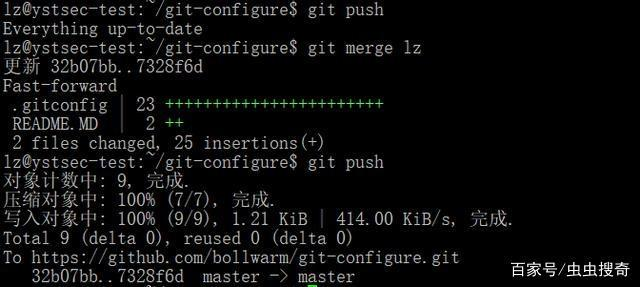 lz@ystsec-test:~/git-configure$ git push
Everything up-to-date
lz@ystsec-test:~/git-configure$ git merge lz
更新 32b07bb..7328f6d
Fast-forward
 .gitconfig | 23 +++++++++++++++++++++++
 README.MD  |  2 ++
 2 files changed, 25 insertions(+)
lz@ystsec-test:~/git-configure$ git push
对象计数中: 9, 完成.
压缩对象中: 100% (7/7), 完成.
写入对象中: 100% (9/9), 1.21 KiB | 414.00 KiB/s, 完成.
Total 9 (delta 0), reused 0 (delta 0)
To https://github.com/bollwarm/git-configure.git
   32b07bb..7328f6d  master -> master
百家号/虫虫搜奇